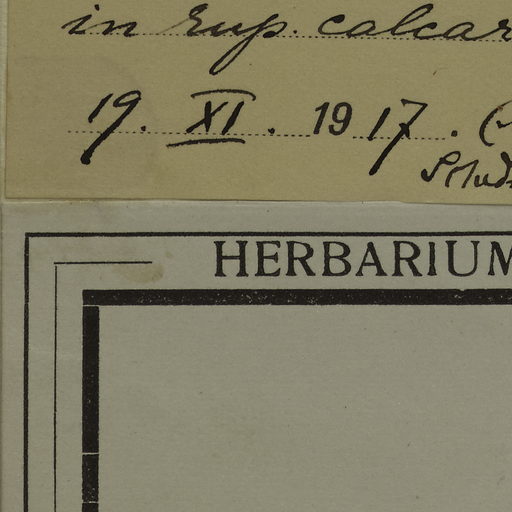 in rup. calcar
19. XI. 1917.
HERBARIUM